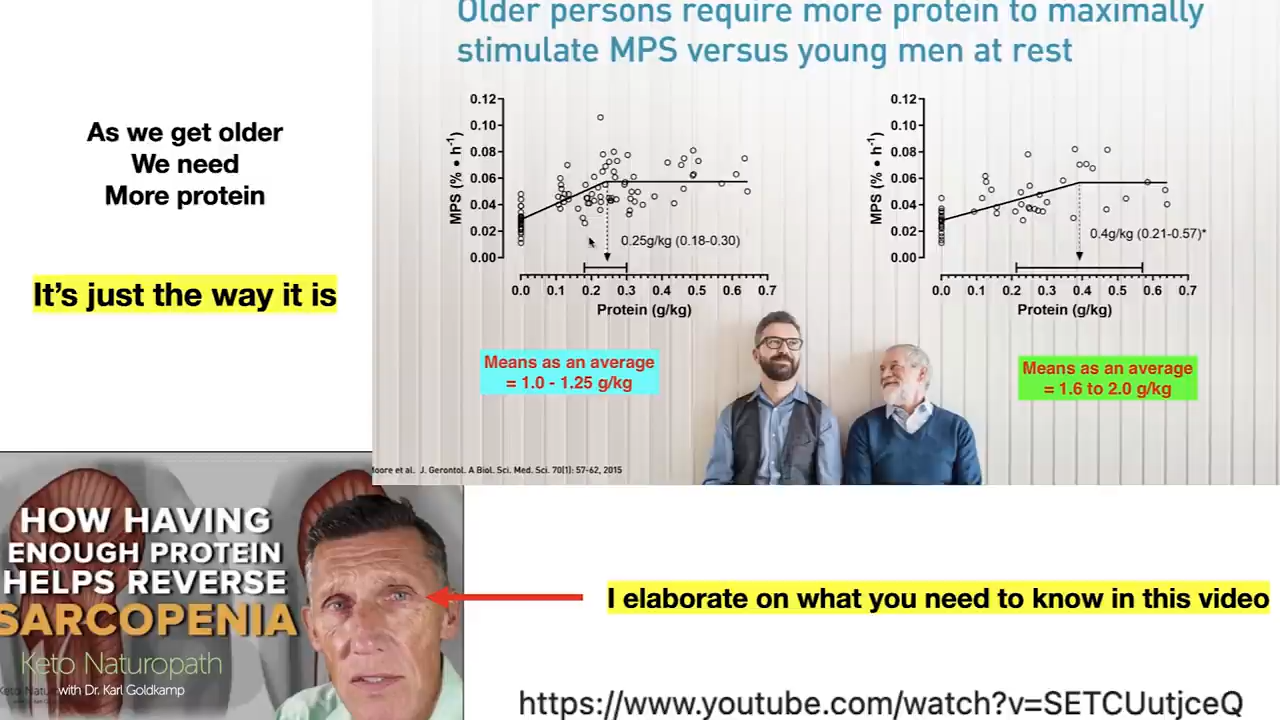 Older persons require more protein to maximally
stimulate MPS versus young men at rest
As we get older
We need
More protein
It's just the way it is
0.12
0.10
0.08
0.06
0.04
0.02
0.00
MPS (% • h⁻¹)
0.25g/kg (0.18-0.30)
0.0 0.1 0.2 0.3 0.4 0.5 0.6 0.7
Protein (g/kg)
Means as an average
= 1.0 - 1.25 g/kg
0.12
0.10
0.08
0.06
0.04
0.02
0.00
MPS (% • h⁻¹)
0.4g/kg (0.21-0.57)*
0.0 0.1 0.2 0.3 0.4 0.5 0.6 0.7
Protein (g/kg)
Means as an average
= 1.6 to 2.0 g/kg
Moore et al. J. Gerontol. A Biol. Sci. Med. Sci. 70(1): 57-62, 2015
HOW HAVING
ENOUGH PROTEIN
HELPS REVERSE
SARCOPENIA
Keto Naturopath
with Dr. Karl Goldkamp
I elaborate on what you need to know in this video
https://www.youtube.com/watch?v=SETCUutjceQ